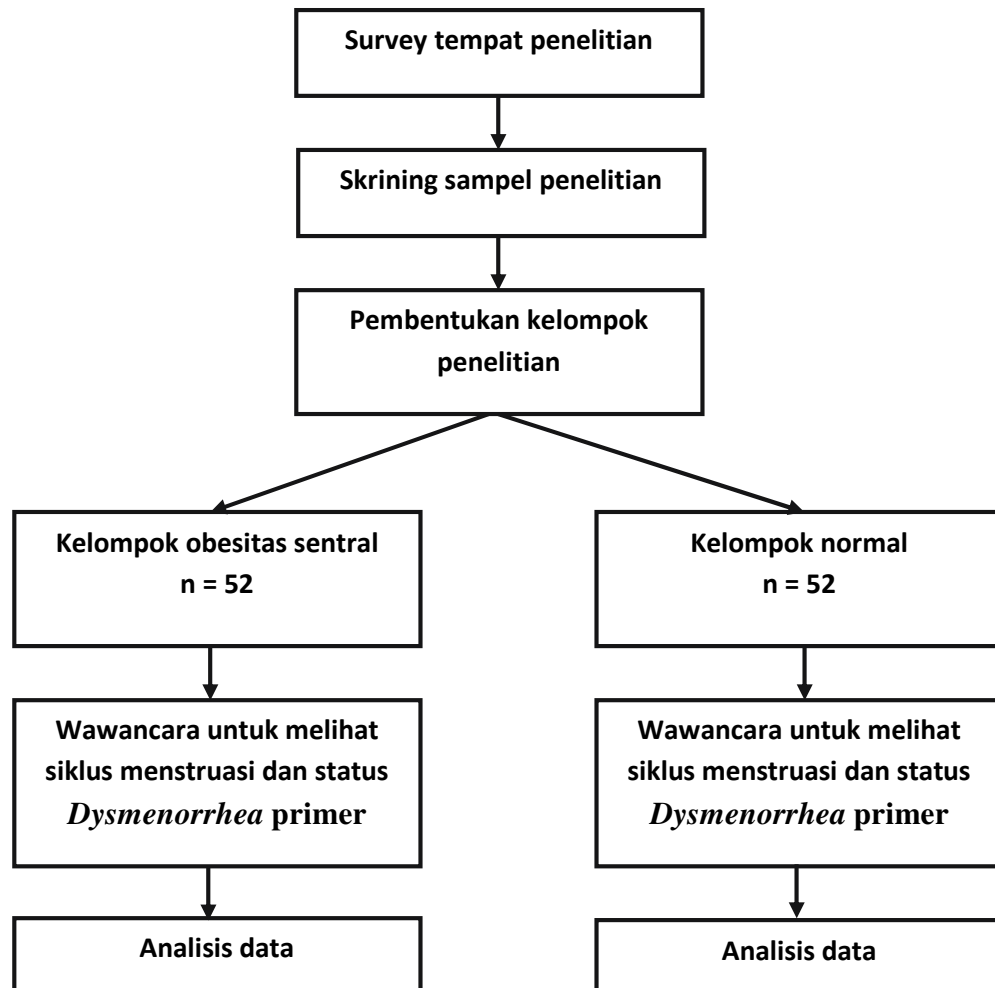 Survey tempat penelitian
Skrining sampel penelitian
Pembentukan kelompok
penelitian
Kelompok obesitas sentral
n = 52
Kelompok normal
n = 52
Wawancara untuk melihat
siklus menstruasi dan status
Dysmenorrhea primer
Wawancara untuk melihat
siklus menstruasi dan status
Dysmenorrhea primer
Analisis data
Analisis data